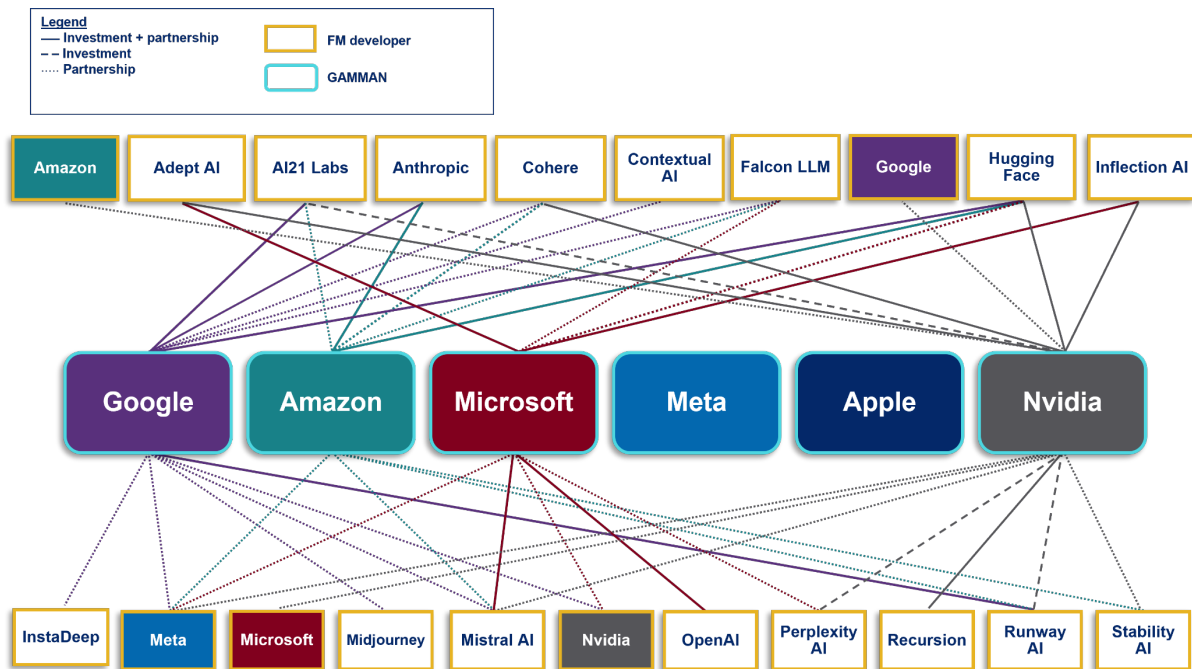 Legend
Investment + partnership
Investment
Partnership
FM developer
GAMMAN
Amazon
Adept AI
AI21 Labs
Anthropic
Cohere
Contextual
AI
Falcon LLM
Google
Hugging
Face
Inflection AI
Google
Amazon
Microsoft
Meta
Apple
Nvidia
InstaDeep
Meta
Microsoft
Midjourney
Mistral AI
Nvidia
OpenAI
Perplexity
AI
Recursion
Runway
AI
Stability
AI